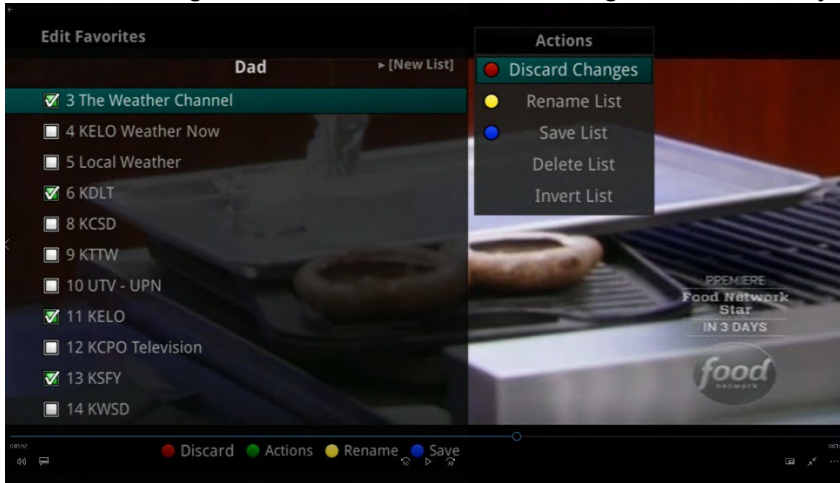 Edit Favorites
Dad
▸ [New List]
3 The Weather Channel
4 KELO Weather Now
5 Local Weather
6 KDLT
8 KCSD
9 KTTW
10 UTV - UPN
11 KELO
12 KCPO Television
13 KSFY
14 KWSD
Actions
Discard Changes
Rename List
Save List
Delete List
Invert List
PREMIERE
Food Network
Star
IN 3 DAYS
food
network
Discard Actions Rename Save